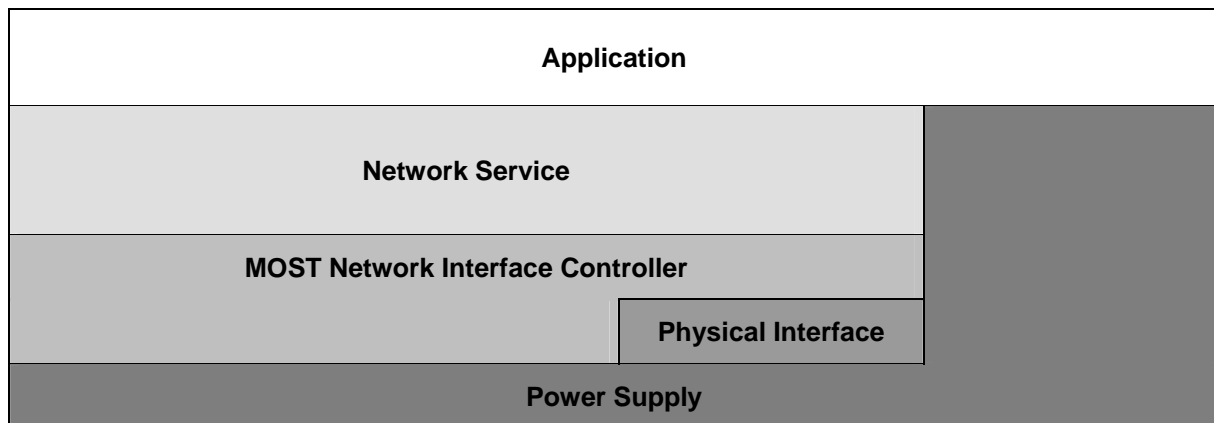 Application
Network Service
MOST Network Interface Controller
Physical Interface
Power Supply